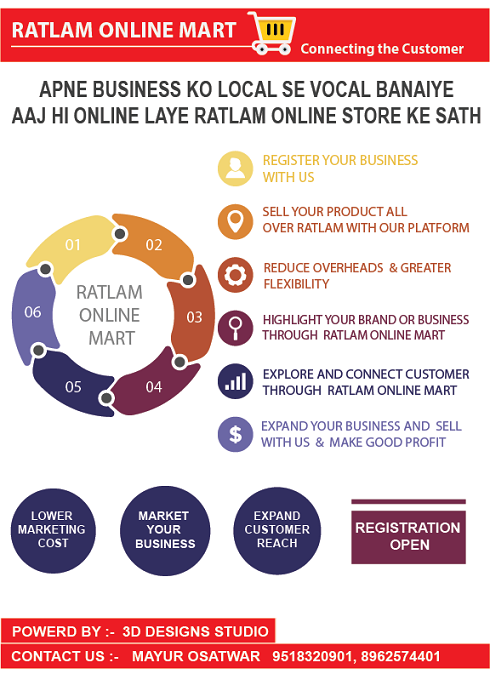 RATLAM ONLINE MART
Connecting the Customer
APNE BUSINESS KO LOCAL SE VOCAL BANAIYE
AAJ HI ONLINE LAYE RATLAM ONLINE STORE KE SATH
01
02
03
04
05
06
RATLAM
ONLINE
MART
REGISTER YOUR BUSINESS
WITH US
SELL YOUR PRODUCT ALL
OVER RATLAM WITH OUR PLATFORM
REDUCE OVERHEADS & GREATER
FLEXIBILITY
HIGHLIGHT YOUR BRAND OR BUSINESS
THROUGH RATLAM ONLINE MART
EXPLORE AND CONNECT CUSTOMER
THROUGH RATLAM ONLINE MART
$
EXPAND YOUR BUSINESS AND SELL
WITH US & MAKE GOOD PROFIT
LOWER
MARKETING
COST
MARKET
YOUR
BUSINESS
EXPAND
CUSTOMER
REACH
REGISTRATION
OPEN
POWERD BY :- 3D DESIGNS STUDIO
CONTACT US :- MAYUR OSATWAR 9518320901, 8962574401